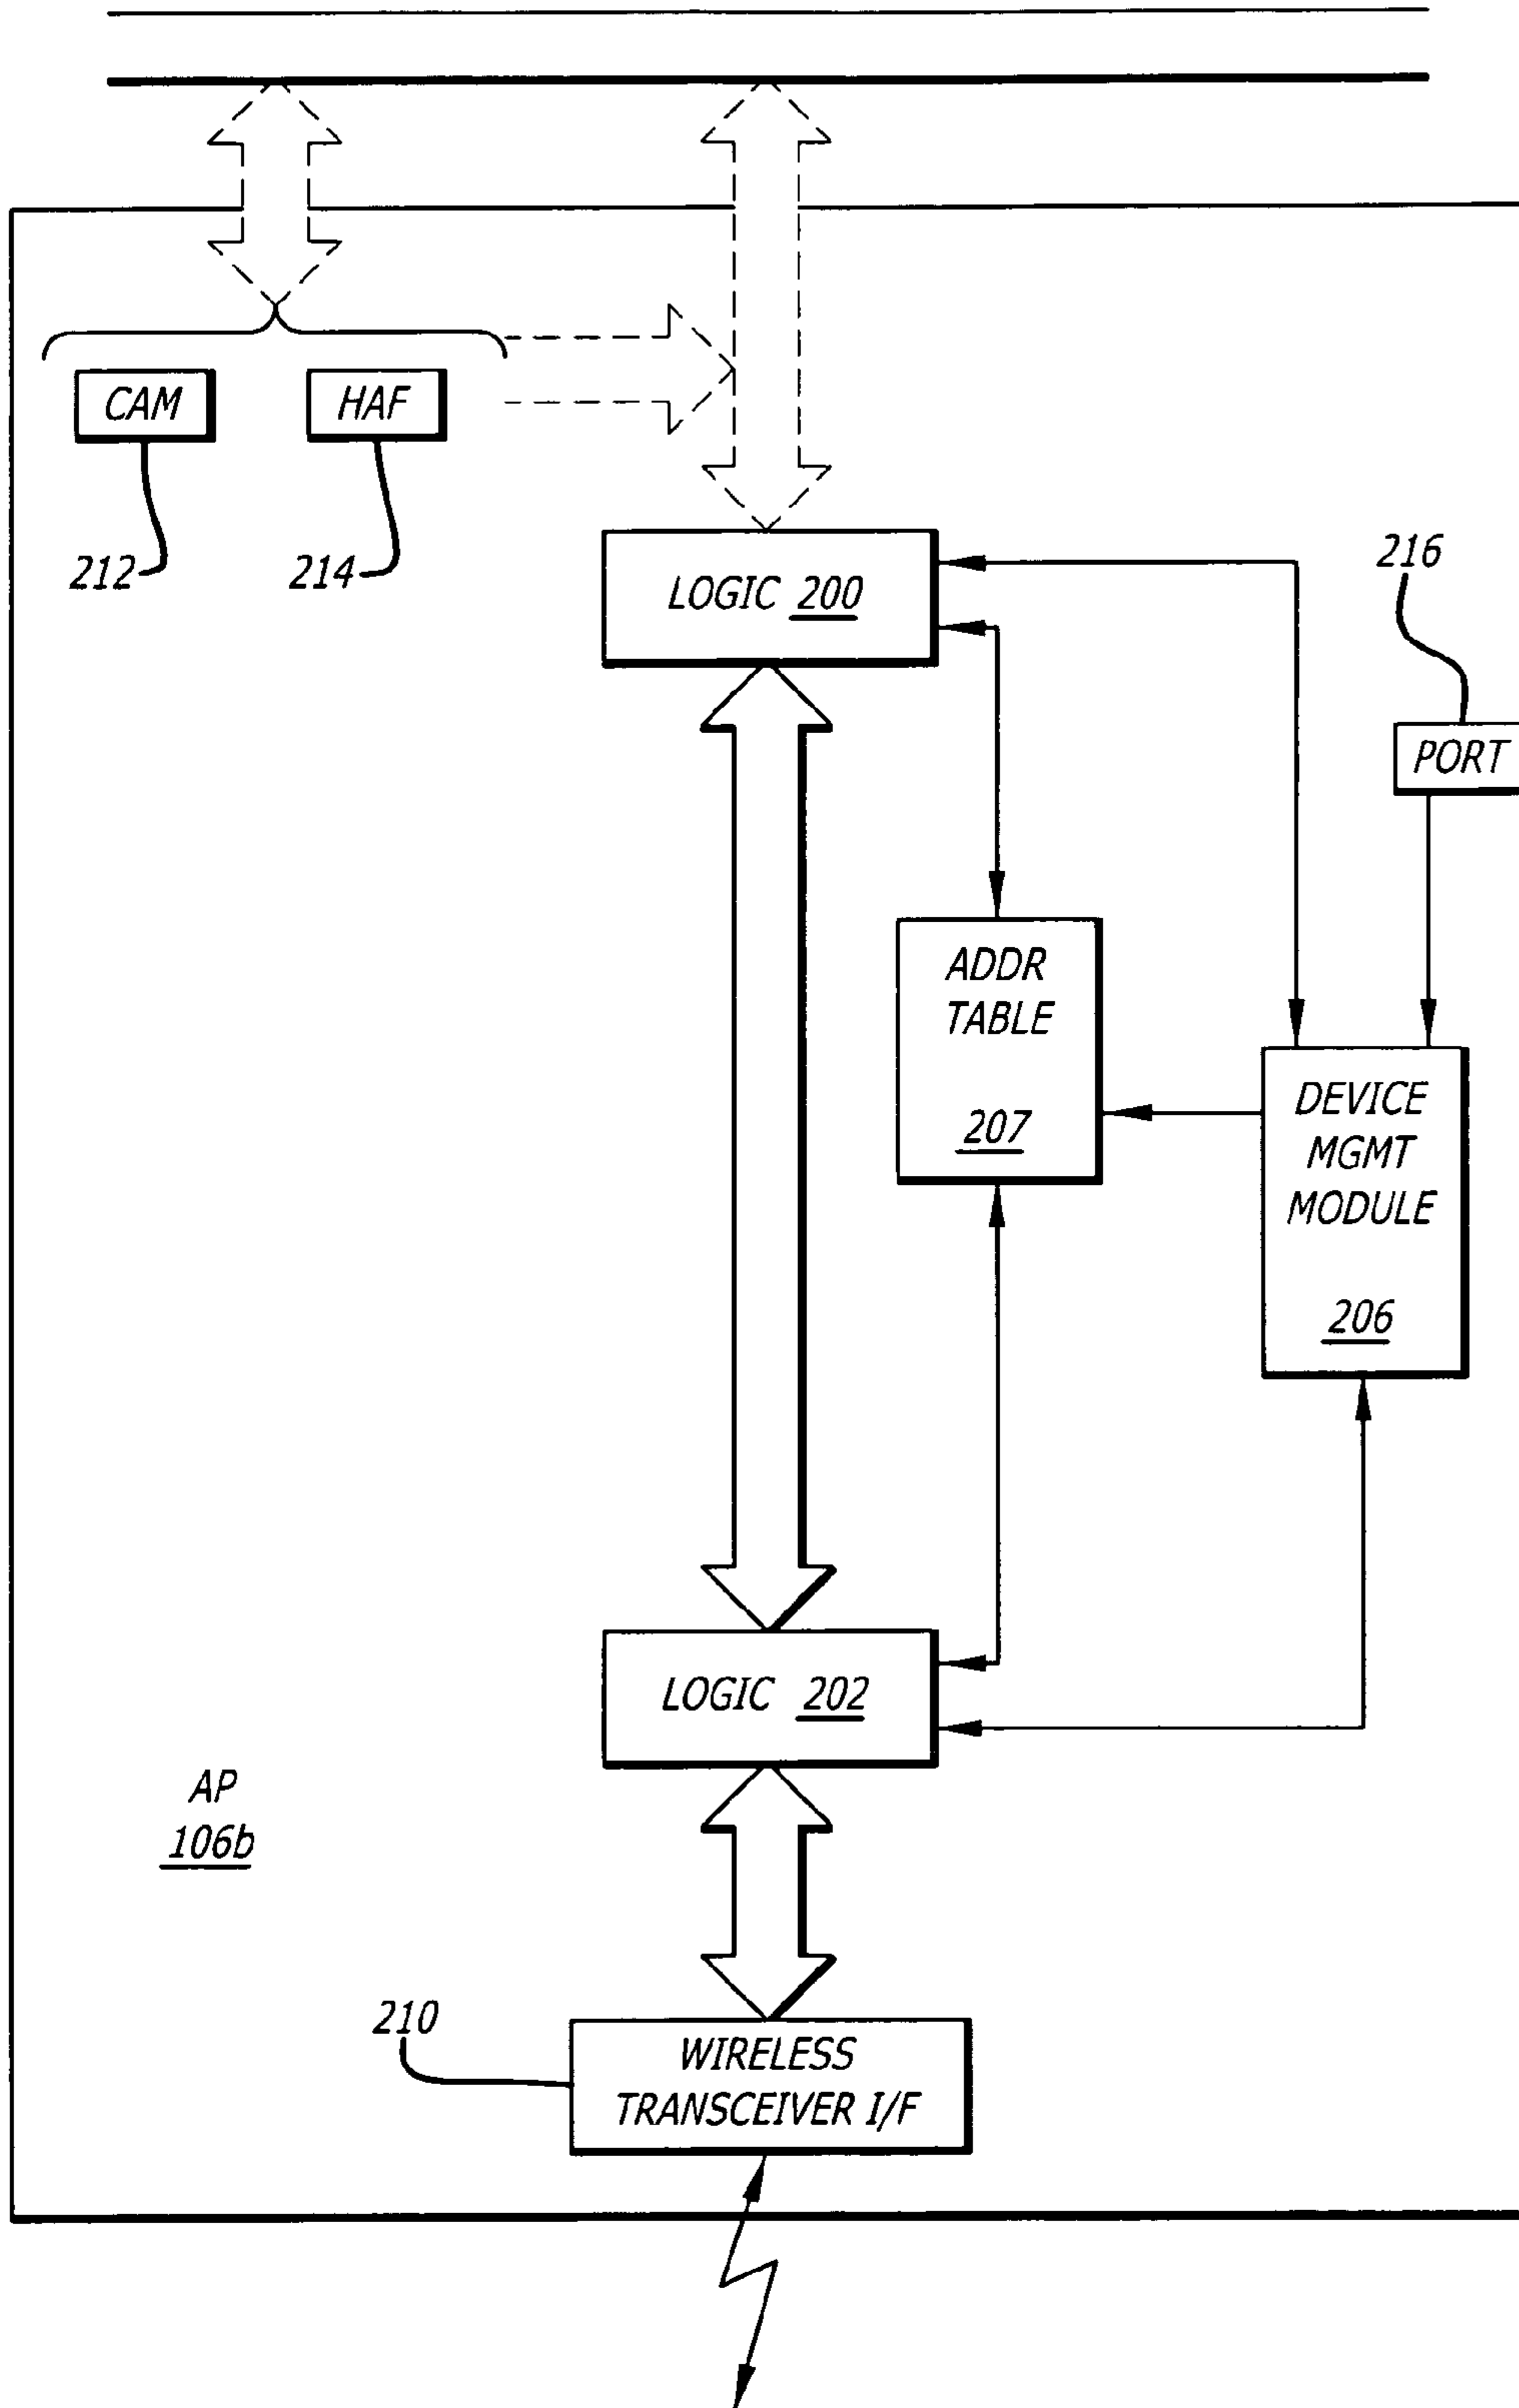 CAM
HAF
212
214
LOGIC 200
216
PORT
ADDR
TABLE
207
DEVICE
MGMT
MODULE
206
LOGIC 202
AP
106b
210
WIRELESS
TRANSCEIVER I/F